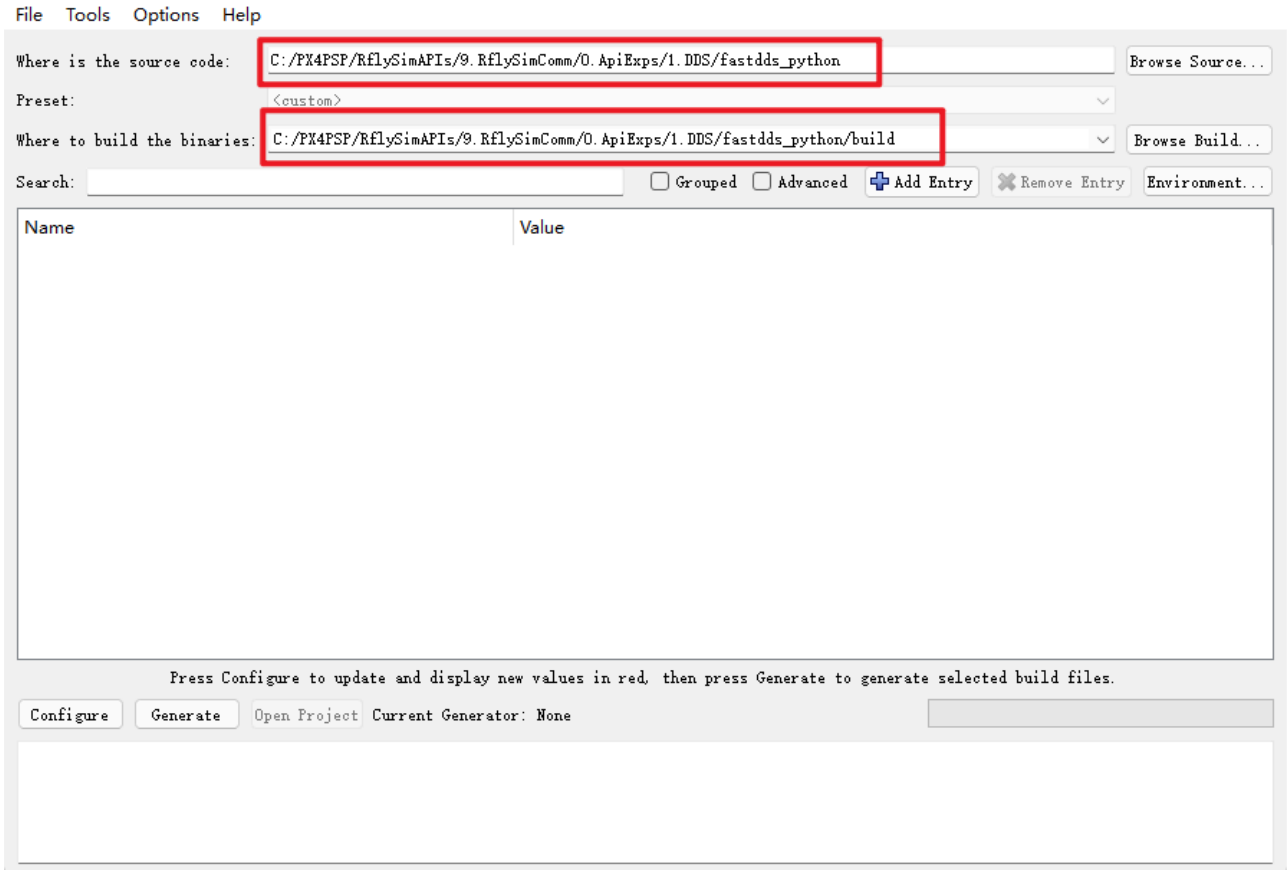 File Tools Options Help
Where is the source code: C:/PX4PSP/RflySimAPIs/9.RflySimComm/0.ApiExps/1.DDS/fastdds_python Browse Source...
Preset: <custom>
Where to build the binaries: C:/PX4PSP/RflySimAPIs/9.RflySimComm/0.ApiExps/1.DDS/fastdds_python/build Browse Build...
Search: Grouped Advanced Add Entry Remove Entry Environment...
Name Value
Press Configure to update and display new values in red, then press Generate to generate selected build files.
Configure Generate Open Project Current Generator: None